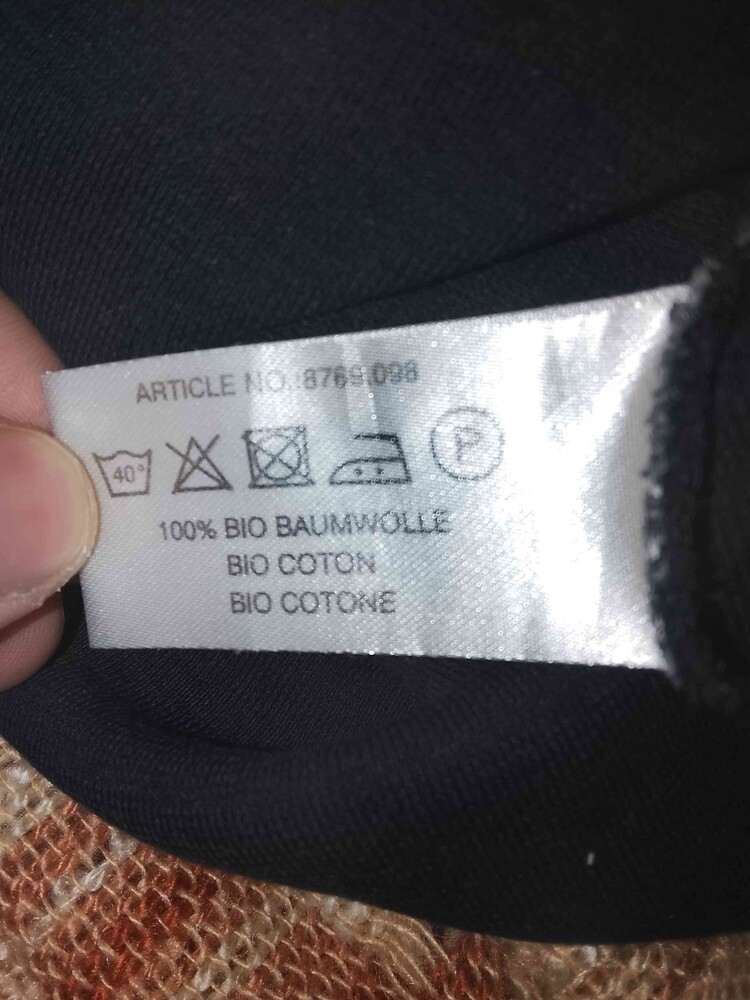 ARTICLE NO.:8769.098
40°
P
100% BIO BAUMWOLLE
BIO COTON
BIO COTONE